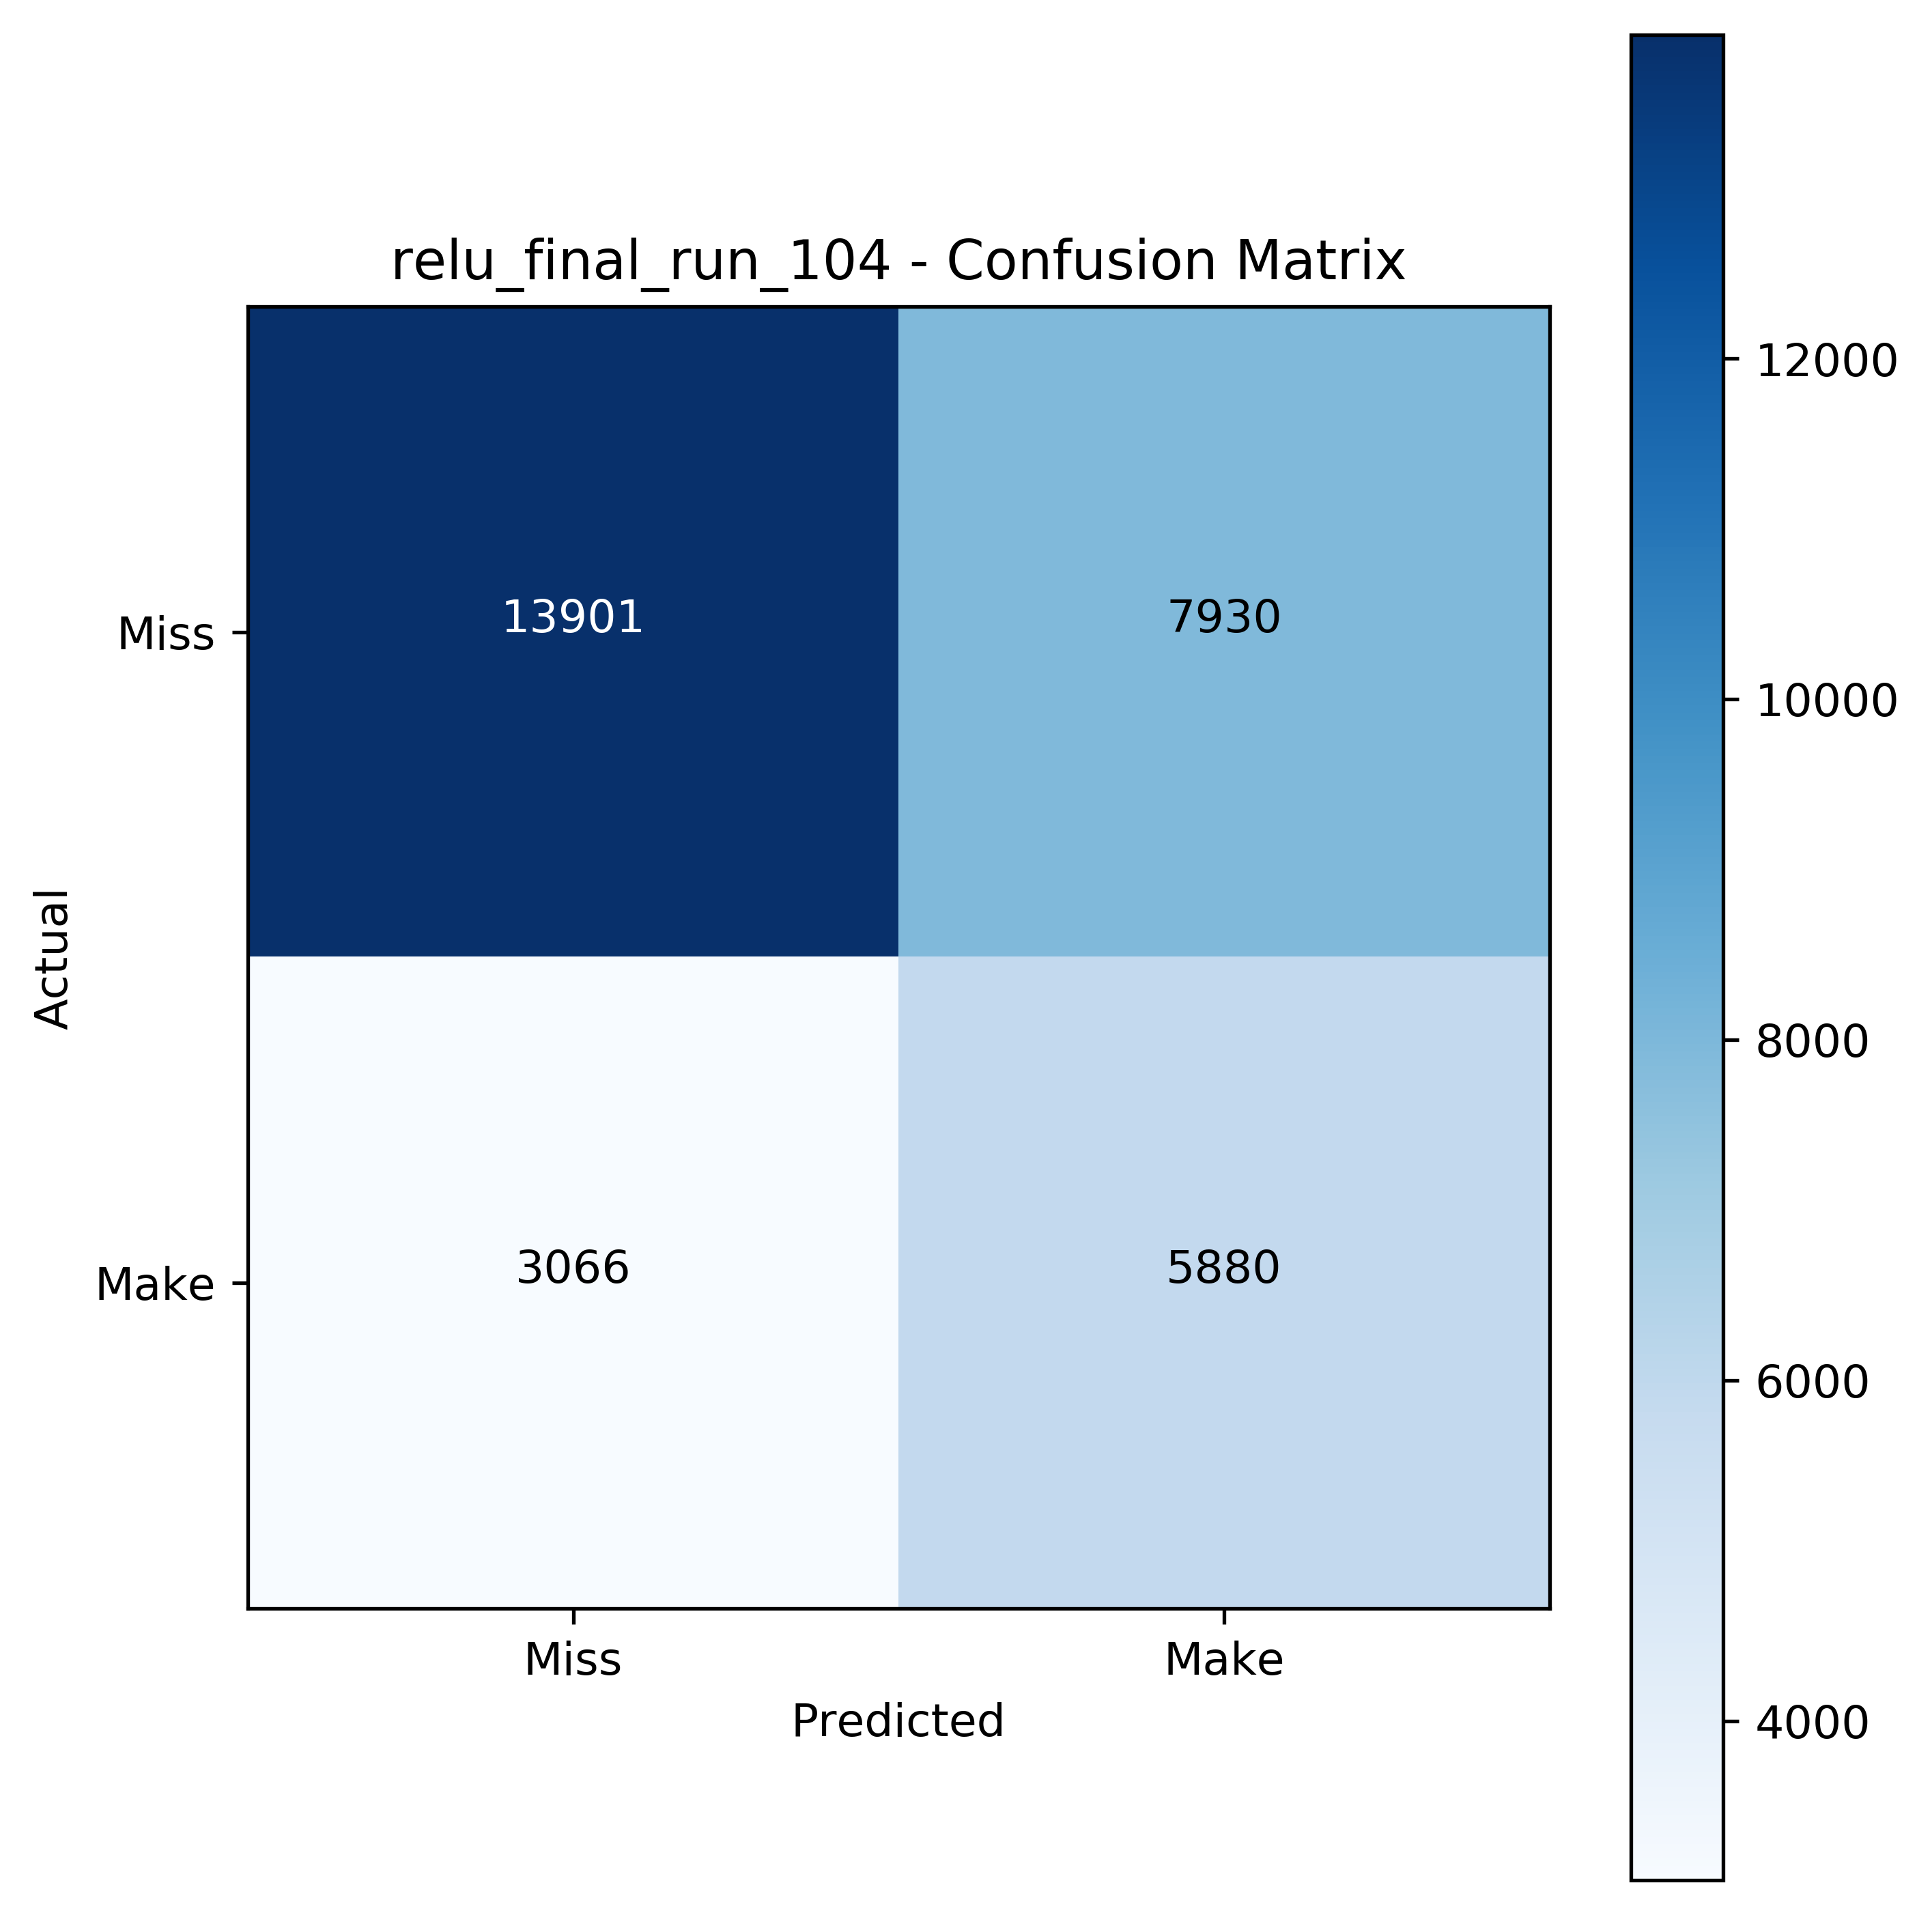 relu_final_run_104 - Confusion Matrix
12000
10000
8000
6000
4000
Actual
Miss
Make
13901
7930
3066
5880
Miss
Make
Predicted